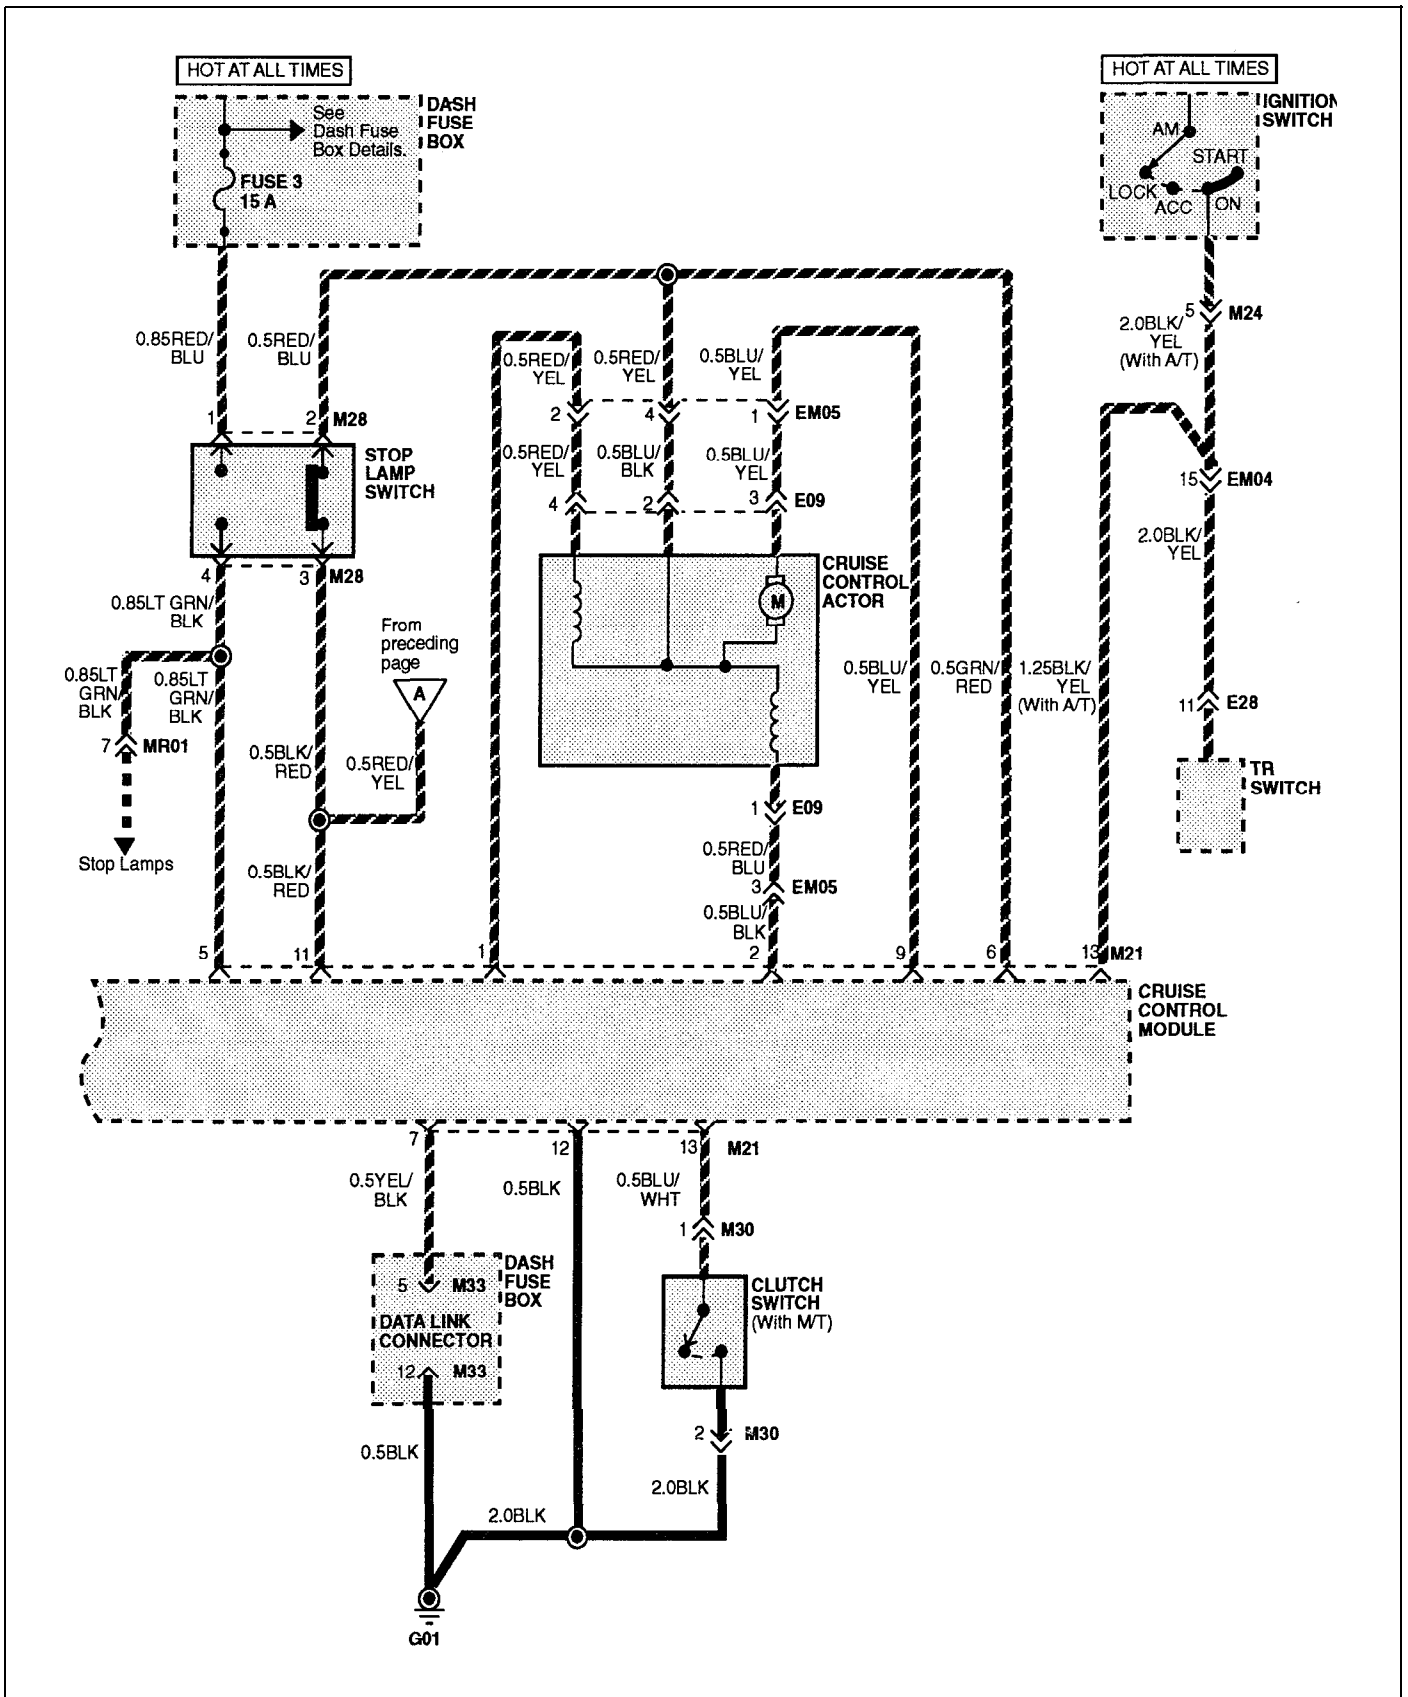 HOT AT ALL TIMES
HOT AT ALL TIMES
See
Dash Fuse
Box Details.
DASH
FUSE
BOX
FUSE 3
15 A
IGNITION
SWITCH
AM
START
LOCK
ACC
ON
0.85RED/
BLU
0.5RED/
BLU
0.5RED/
YEL
0.5RED/
YEL
0.5BLU/
YEL
5
M24
2.0BLK/
YEL
(With A/T)
1
2
M28
2
4
1
EM05
STOP
LAMP
SWITCH
0.5RED/
YEL
0.5BLU/
BLK
0.5BLU/
YEL
15
EM04
4
2
3
E09
2.0BLK/
YEL
4
3
M28
CRUISE
CONTROL
ACTOR
M
0.85LT GRN/
BLK
From
preceding
page
A
0.85LT
GRN/
BLK
0.85LT
GRN/
BLK
0.5BLU/
YEL
0.5GRN/
RED
1.25BLK/
YEL
(With A/T)
11
E28
7
MR01
0.5BLK/
RED
0.5RED/
YEL
TR
SWITCH
1
E09
Stop Lamps
0.5BLK/
RED
0.5RED/
BLU
3
EM05
0.5BLU/
BLK
5
11
1
2
9
6
13
M21
CRUISE
CONTROL
MODULE
7
12
13
M21
0.5YEL/
BLK
0.5BLK
0.5BLU/
WHT
1
M30
DASH
FUSE
BOX
5
M33
DATA LINK
CONNECTOR
12
M33
CLUTCH
SWITCH
(With M/T)
2
M30
0.5BLK
2.0BLK
2.0BLK
G01